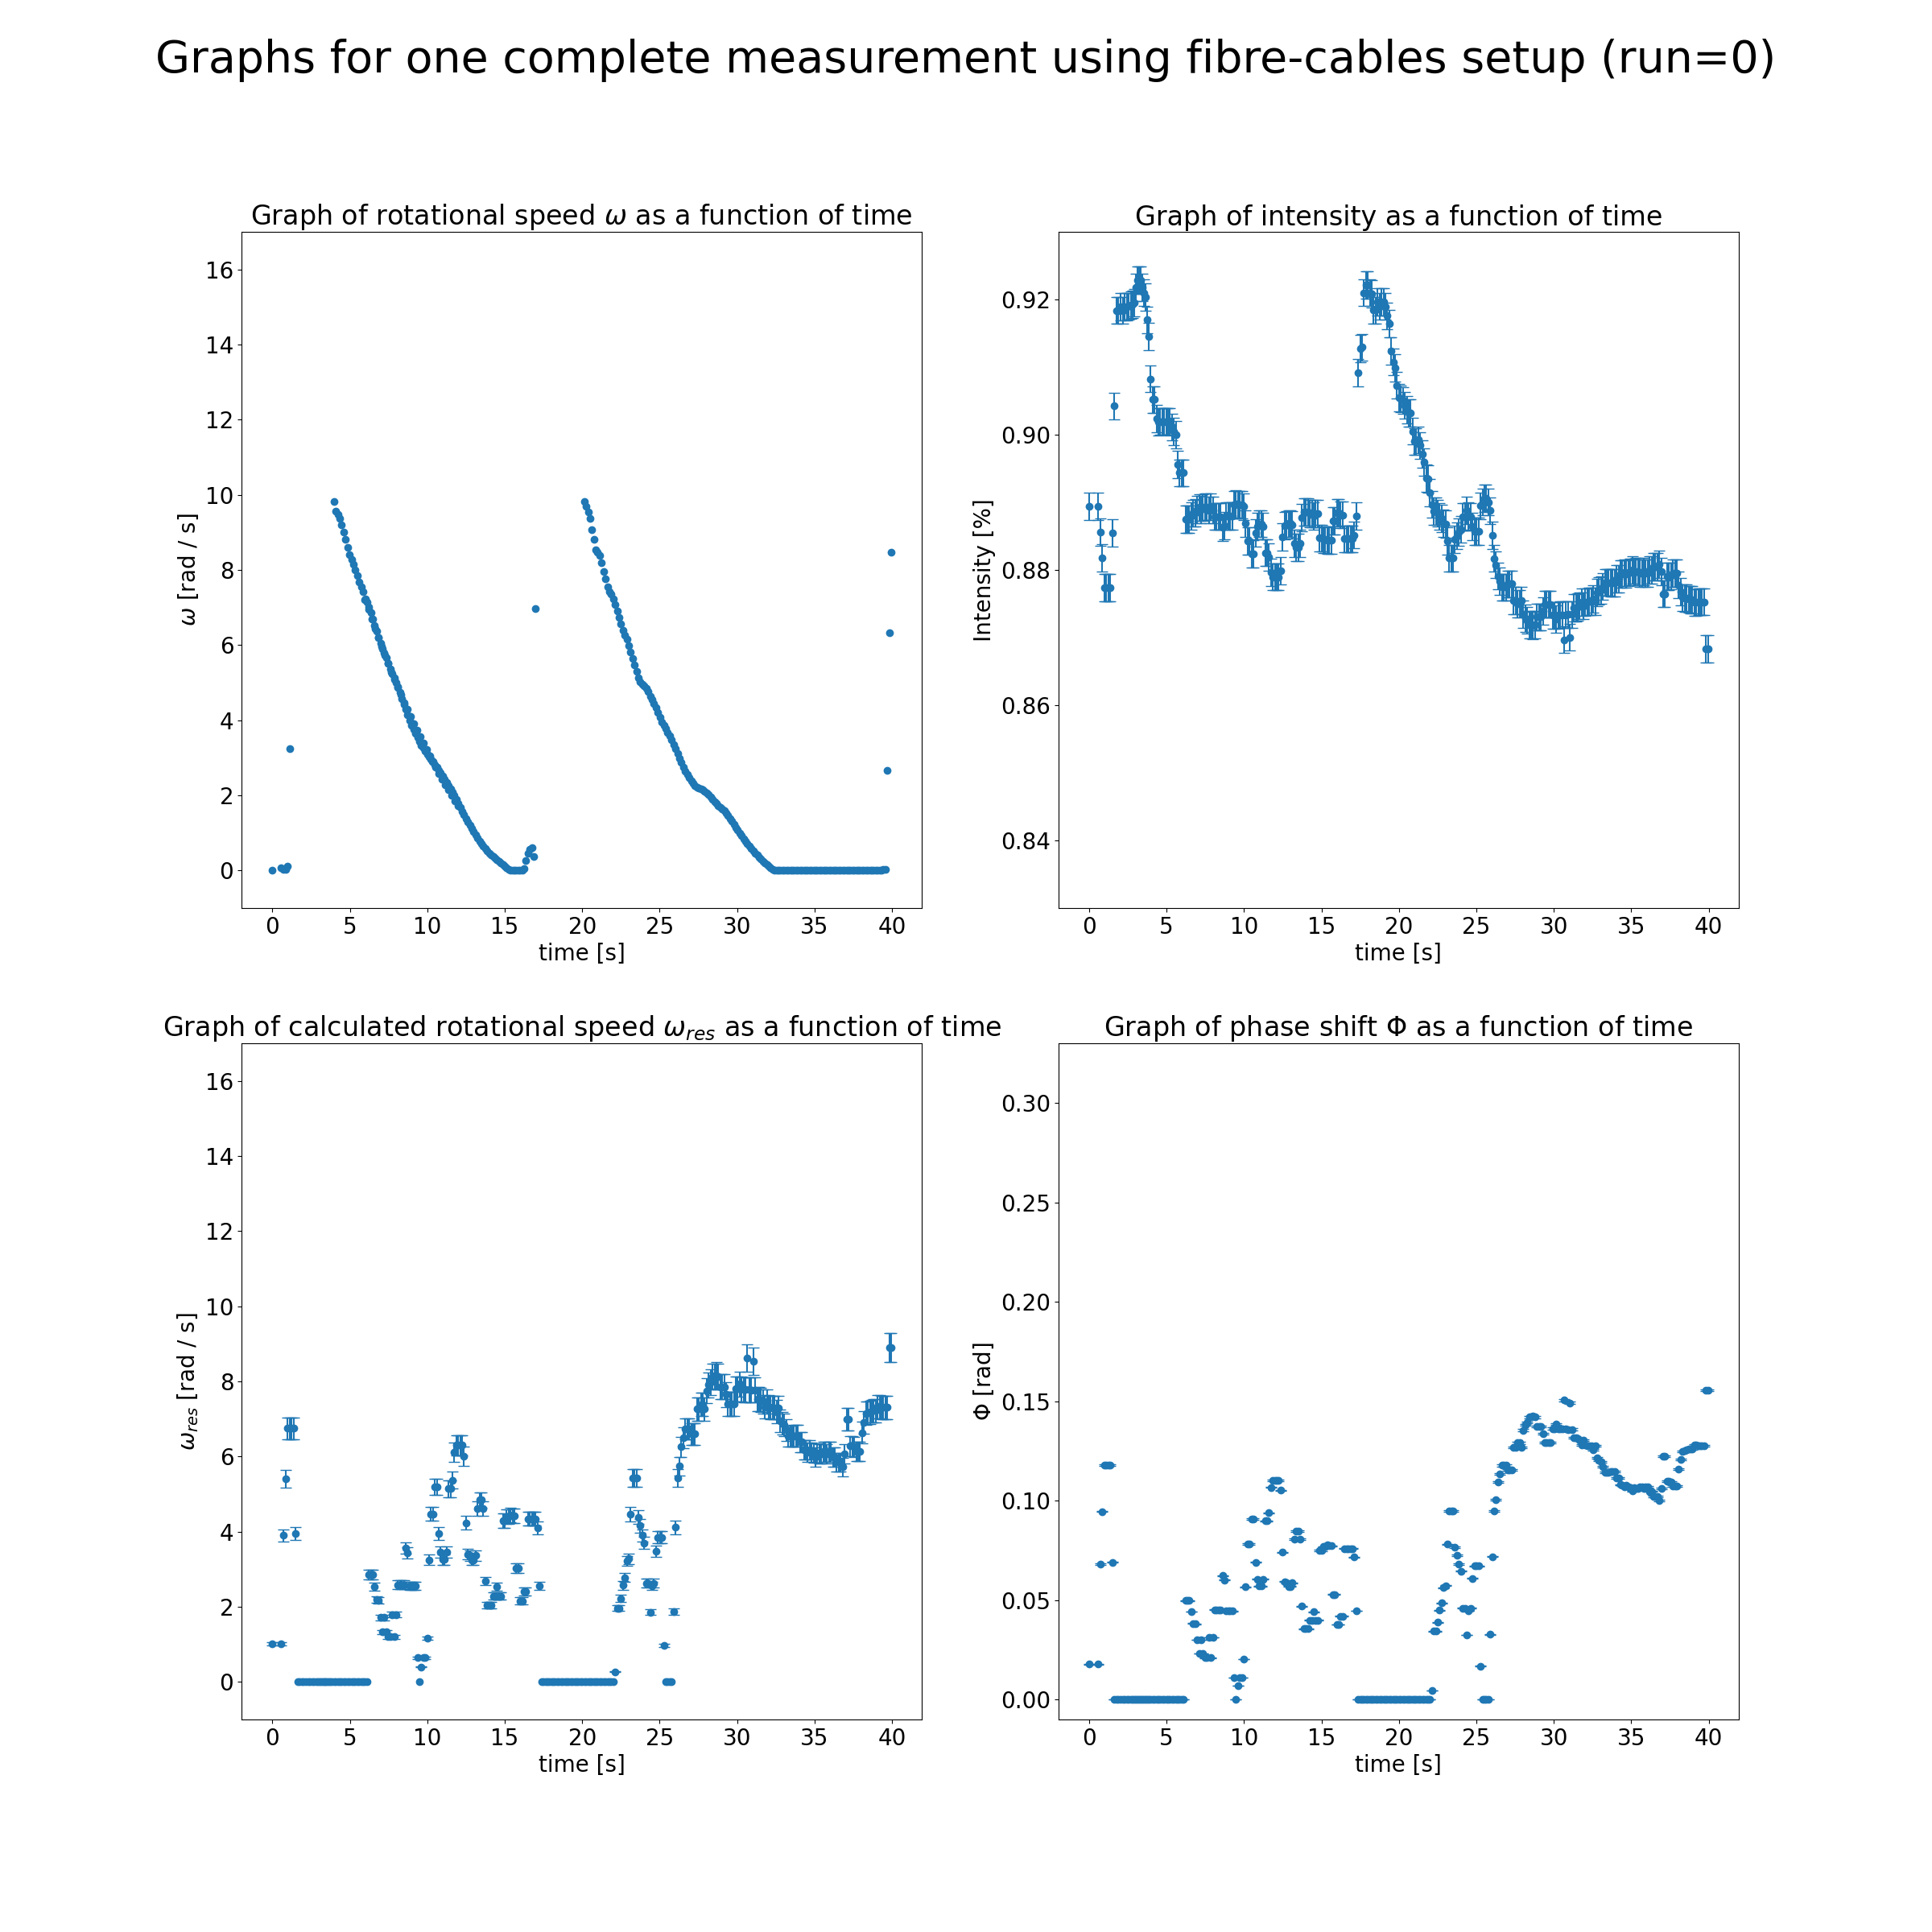 Graphs for one complete measurement using fibre-cables setup (run=0)
Graph of rotational speed ω as a function of time
16
14
12
10
8
6
4
2
0
ω [rad / s]
0 5 10 15 20 25 30 35 40
time [s]
Graph of intensity as a function of time
0.92
0.90
0.88
0.86
0.84
Intensity [%]
0 5 10 15 20 25 30 35 40
time [s]
Graph of calculated rotational speed ω_res as a function of time
16
14
12
10
8
6
4
2
0
ω_res [rad / s]
0 5 10 15 20 25 30 35 40
time [s]
Graph of phase shift Φ as a function of time
0.30
0.25
0.20
0.15
0.10
0.05
0.00
Φ [rad]
0 5 10 15 20 25 30 35 40
time [s]